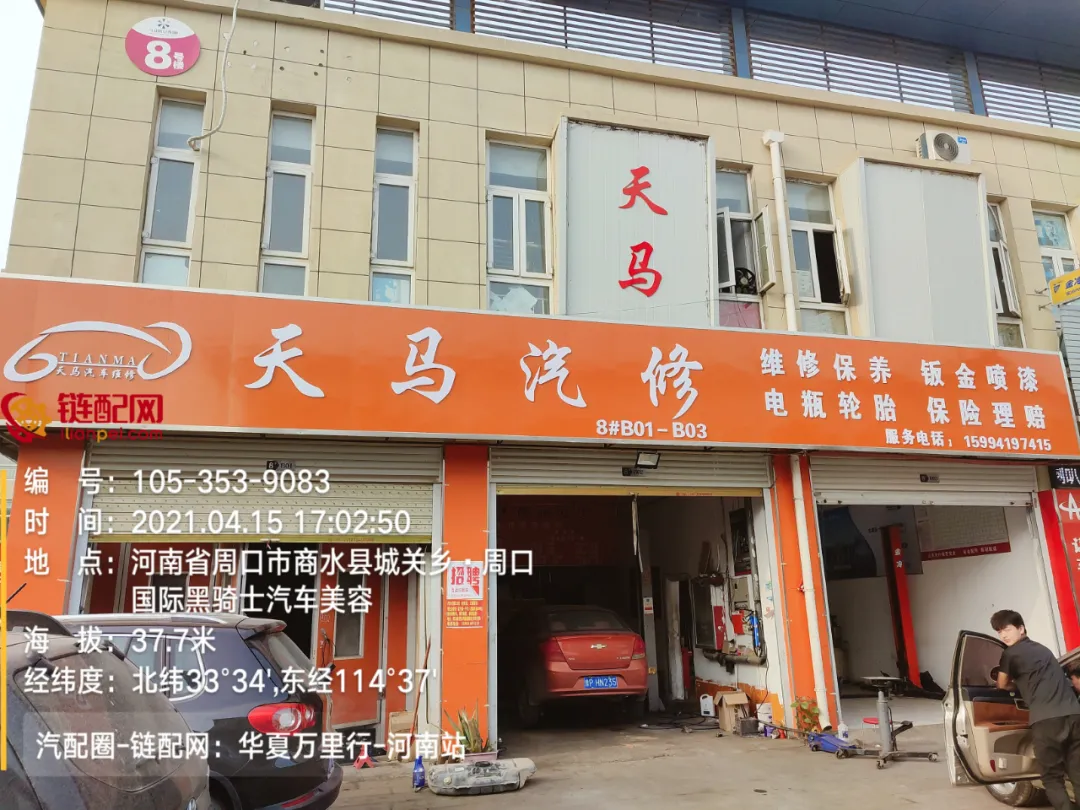 8号楼
天
马
TIANMA
天马汽车维修
天马汽修
维修保养 钣金喷漆
电瓶轮胎 保险理赔
8#B01-B03
服务电话：15994197415
链配网
lianpei.com
招聘
编 号：105-353-9083
时 间：2021.04.15 17:02:50
地 点：河南省周口市商水县城关乡·周口
国际黑骑士汽车美容
海 拔：37.7米
经纬度：北纬33°34',东经114°37'
汽配圈-链配网：华夏万里行-河南站